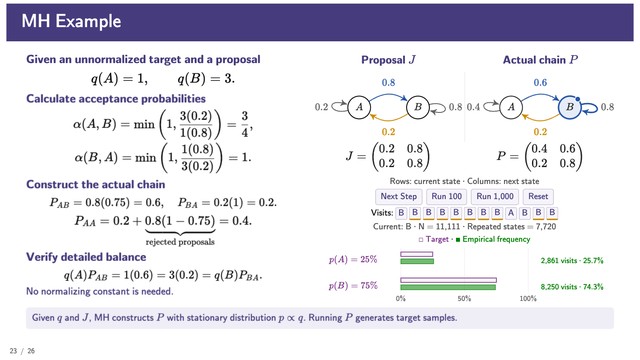 MH Example
Given an unnormalized target and a proposal
q(A) = 1, q(B) = 3.
Calculate acceptance probabilities
α(A, B) = min(1, 3(0.2)/1(0.8)) = 3/4,
α(B, A) = min(1, 1(0.8)/3(0.2)) = 1.
Construct the actual chain
P_AB = 0.8(0.75) = 0.6, P_BA = 0.2(1) = 0.2.
P_AA = 0.2 + 0.8(1 − 0.75) = 0.4.
rejected proposals
Verify detailed balance
q(A)P_AB = 1(0.6) = 3(0.2) = q(B)P_BA.
No normalizing constant is needed.
Proposal J
0.8
0.2 A B 0.8
0.2
J = (0.2 0.8
0.2 0.8)
Actual chain P
0.6
0.4 A B 0.8
0.2
P = (0.4 0.6
0.2 0.8)
Rows: current state · Columns: next state
Next Step Run 100 Run 1,000 Reset
Visits: B B B B B B B B A B B B
Current: B · N = 11,111 · Repeated states = 7,720
□ Target · ■ Empirical frequency
p(A) = 25% 2,861 visits · 25.7%
p(B) = 75% 8,250 visits · 74.3%
0% 50% 100%
Given q and J, MH constructs P with stationary distribution p ∝ q. Running P generates target samples.
23 / 26